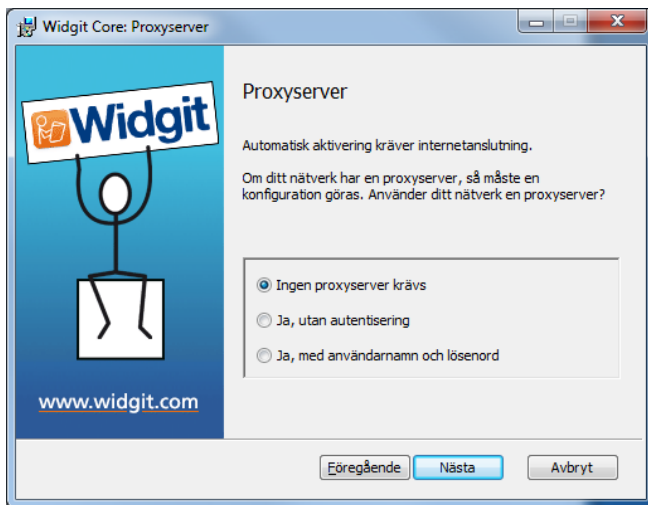 Widgit Core: Proxyserver
Widgit
Proxyserver
Automatisk aktivering kräver internetanslutning.
Om ditt nätverk har en proxyserver, så måste en
konfiguration göras. Använder ditt nätverk en proxyserver?
Ingen proxyserver krävs
Ja, utan autentisering
Ja, med användarnamn och lösenord
www.widgit.com
Föregående
Nästa
Avbryt